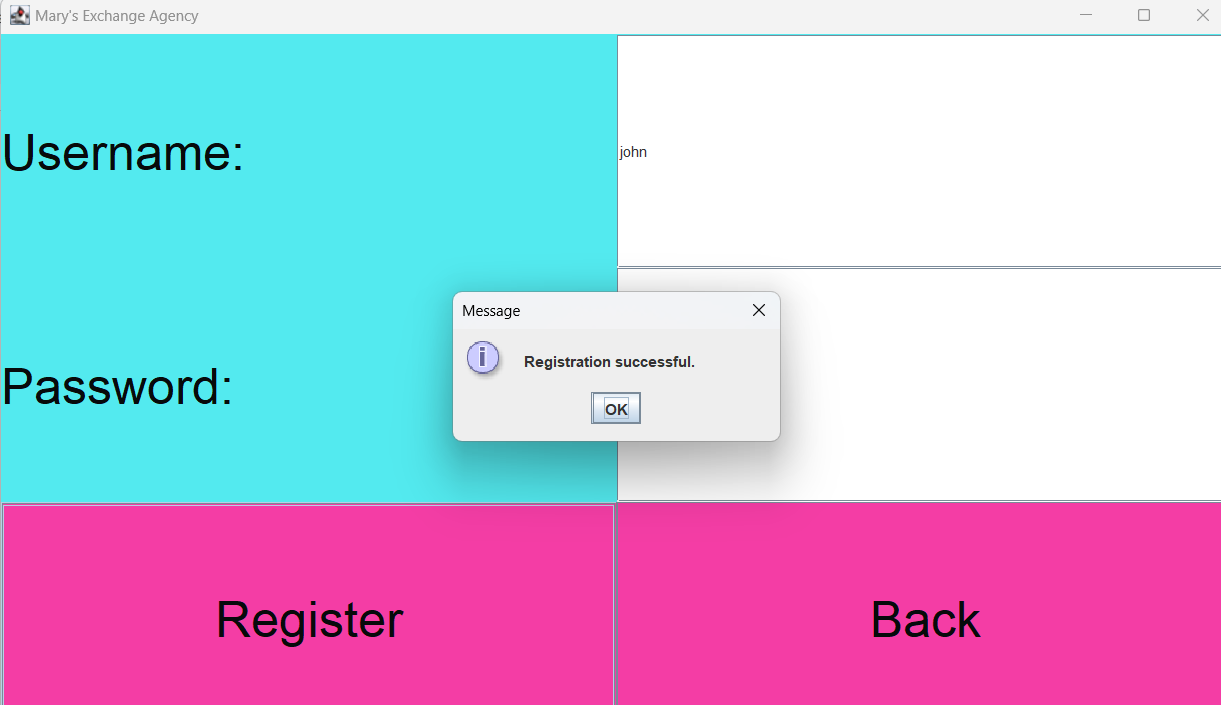 Mary's Exchange Agency
Username:
john
Message
Registration successful.
OK
Password:
Register
Back